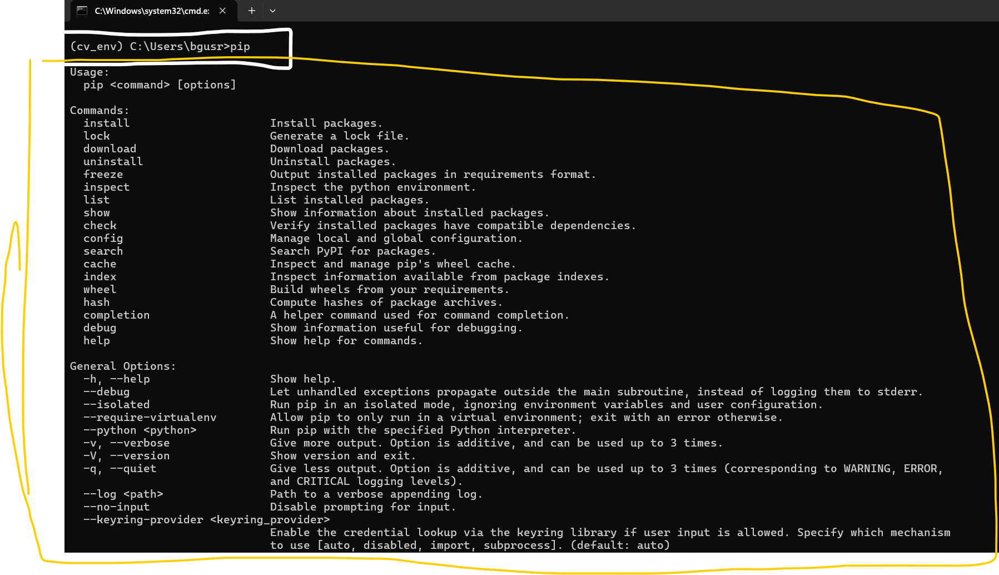 C:\Windows\system32\cmd.e
(cv_env) C:\Users\bgusr>pip
Usage:
pip <command> [options]
Commands:
install Install packages.
lock Generate a lock file.
download Download packages.
uninstall Uninstall packages.
freeze Output installed packages in requirements format.
inspect Inspect the python environment.
list List installed packages.
show Show information about installed packages.
check Verify installed packages have compatible dependencies.
config Manage local and global configuration.
search Search PyPI for packages.
cache Inspect and manage pip's wheel cache.
index Inspect information available from package indexes.
wheel Build wheels from your requirements.
hash Compute hashes of package archives.
completion A helper command used for command completion.
debug Show information useful for debugging.
help Show help for commands.
General Options:
-h, --help Show help.
--debug Let unhandled exceptions propagate outside the main subroutine, instead of logging them to stderr.
--isolated Run pip in an isolated mode, ignoring environment variables and user configuration.
--require-virtualenv Allow pip to only run in a virtual environment; exit with an error otherwise.
--python <python> Run pip with the specified Python interpreter.
-v, --verbose Give more output. Option is additive, and can be used up to 3 times.
-V, --version Show version and exit.
-q, --quiet Give less output. Option is additive, and can be used up to 3 times (corresponding to WARNING, ERROR,
and CRITICAL logging levels).
--log <path> Path to a verbose appending log.
--no-input Disable prompting for input.
--keyring-provider <keyring_provider>
Enable the credential lookup via the keyring library if user input is allowed. Specify which mechanism
to use [auto, disabled, import, subprocess]. (default: auto)